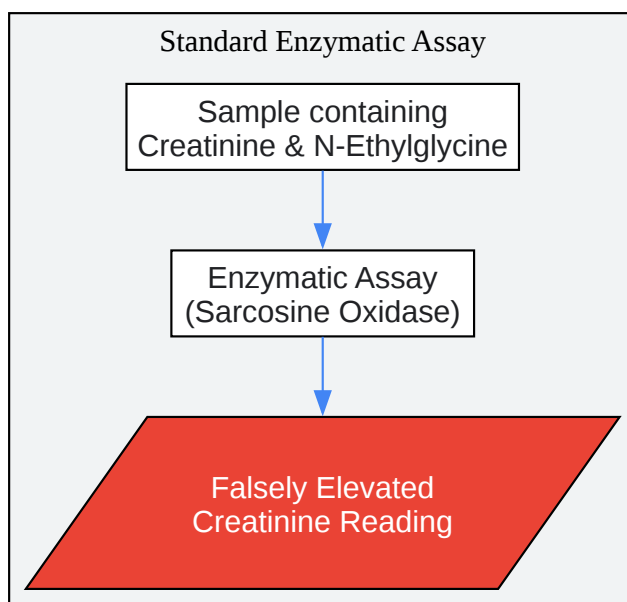 Standard Enzymatic Assay
Sample containing
Creatinine & N-Ethylglycine
Enzymatic Assay
(Sarcosine Oxidase)
Falsely Elevated
Creatinine Reading